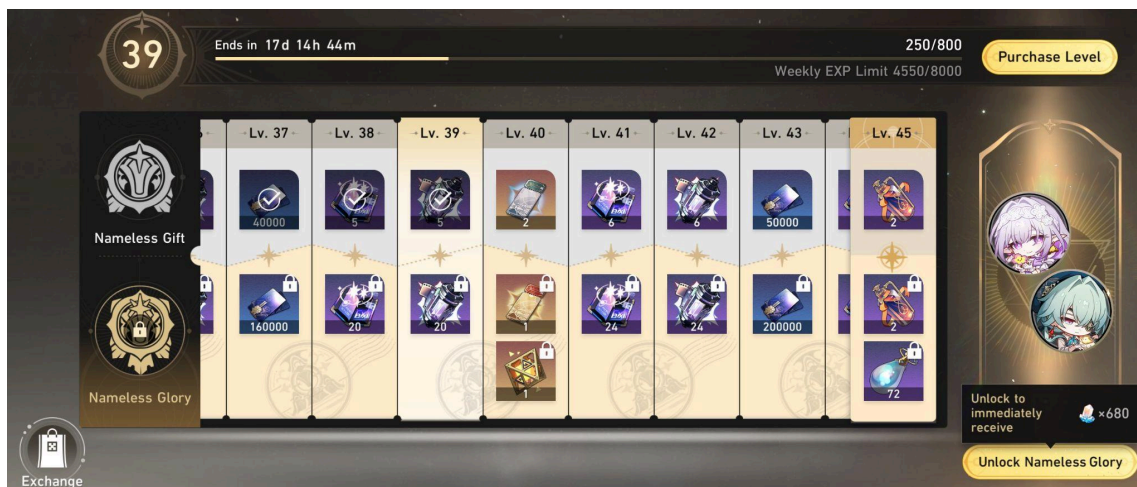 39
Ends in 17d 14h 44m
250/800
Weekly EXP Limit 4550/8000
Purchase Level
Lv. 37
Lv. 38
Lv. 39
Lv. 40
Lv. 41
Lv. 42
Lv. 43
Lv. 45
Nameless Gift
40000
5
5
2
6
6
50000
2
Nameless Glory
160000
20
20
1
24
24
200000
2
1
72
Unlock to
immediately
receive
×680
Unlock Nameless Glory
Exchange